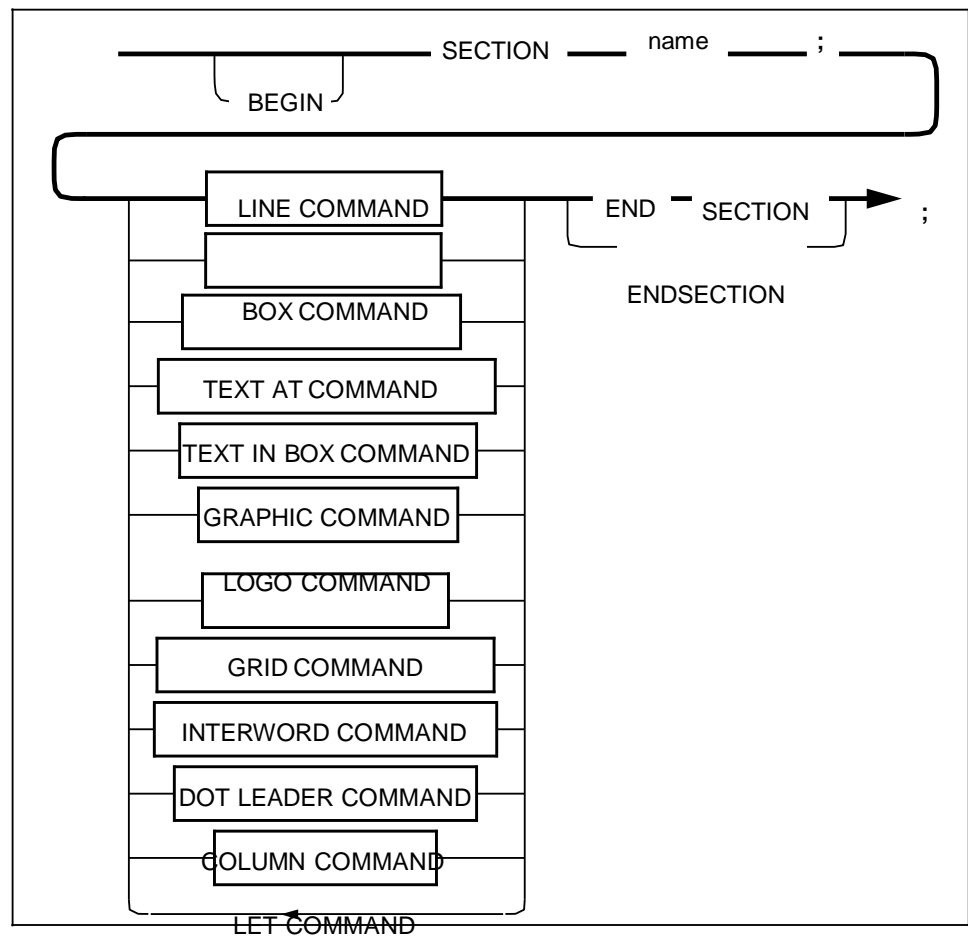 SECTION name ;
BEGIN
LINE COMMAND END SECTION ;
ENDSECTION
BOX COMMAND
TEXT AT COMMAND
TEXT IN BOX COMMAND
GRAPHIC COMMAND
LOGO COMMAND
GRID COMMAND
INTERWORD COMMAND
DOT LEADER COMMAND
COLUMN COMMAND
LET COMMAND